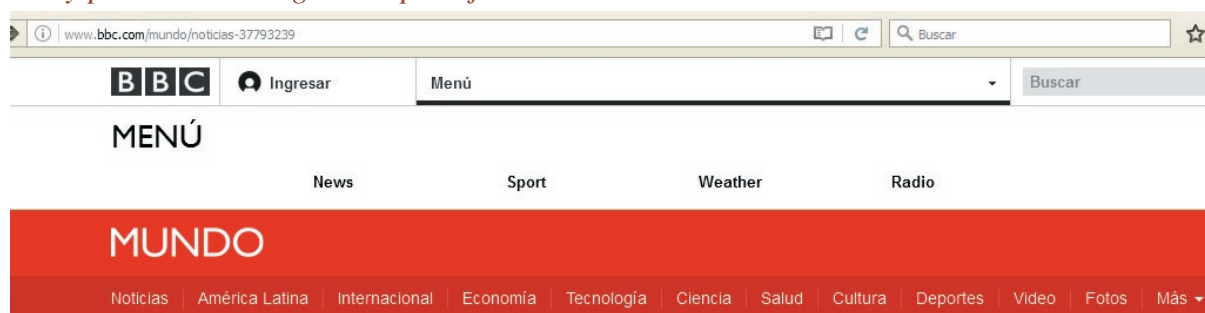 www.bbc.com/mundo/noticias-37793239 Buscar
BBC Ingresar Menú Buscar
MENÚ
News Sport Weather Radio
MUNDO
Noticias América Latina Internacional Economía Tecnología Ciencia Salud Cultura Deportes Video Fotos Más